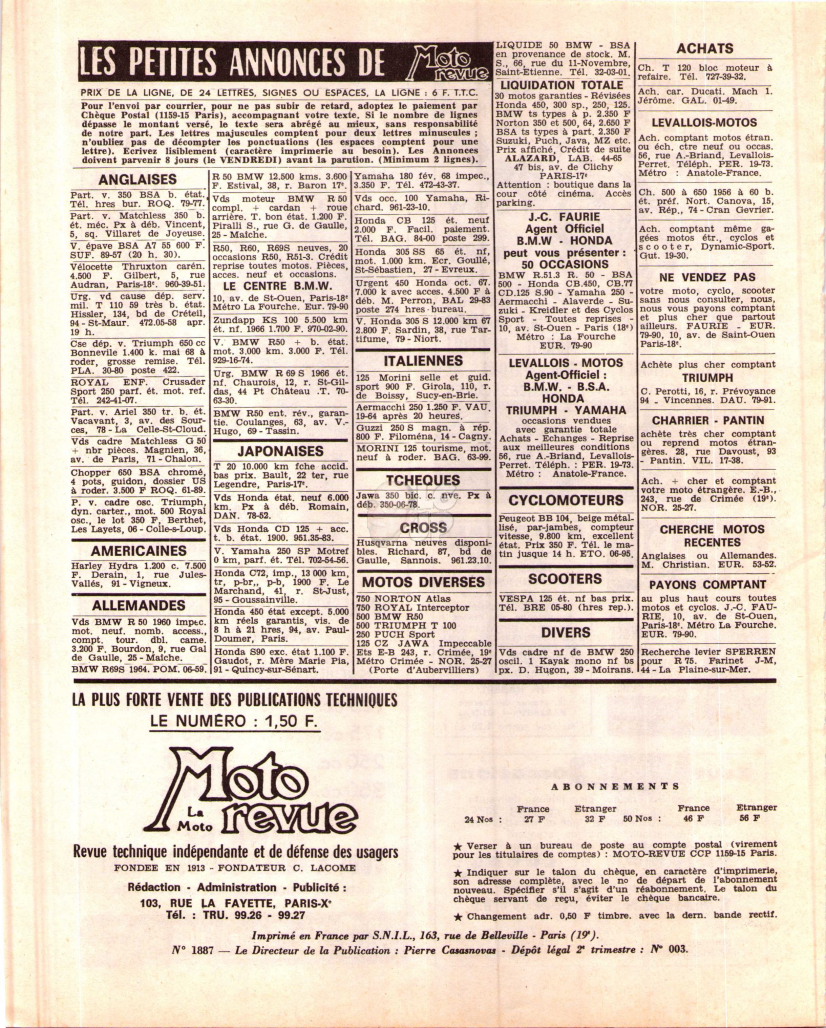 LES PETITES ANNONCES DE Moto revue
PRIX DE LA LIGNE, DE 24 LETTRES, SIGNES OU ESPACES, LA LIGNE : 6 F. T.T.C.
Pour l'envoi par courrier, pour ne pas subir de retard, adoptez le paiement par
Chèque Postal (1159-15 Paris), accompagnant votre texte. Si le nombre de lignes
dépasse le montant versé, le texte sera abrégé au mieux, sans responsabilité
de notre part. Les lettres majuscules comptent pour deux lettres minuscules ;
n'oubliez pas de décompter les ponctuations (les espaces comptent pour une
lettre). Ecrivez lisiblement (caractère imprimerie au besoin). Les Annonces
doivent parvenir 8 jours (le VENDREDI) avant la parution. (Minimum 2 lignes).
ANGLAISES
Part. v. 350 BSA b. état.
Tél. hres bur. ROQ. 79-77.
Part v. Matchless 350 b.
ét. méc. Px à déb. Vincent,
5, sq. Villaret de Joyeuse.
V. épave BSA A7 55 600 F.
SUF. 89-57 (20 h. 30).
Vélocette Thruxton carén.
4.500 F. Gilbert, 5, rue
Audran, Paris-18e. 960-39-51.
Urg. vd cause dép. serv.
mil. T 110 59 très b. état.
Hissler, 134, bd de Créteil,
94 - St-Maur. 472.05-58 apr.
19 h.
Cse dép. v. Triumph 650 cc
Bonnevile 1.400 k. mai 68 à
roder, grosse remise. Tél.
PLA. 30-80 poste 422.
ROYAL ENF. Crusader
Sport 250 parf. ét. mot. ref.
Tél. 242-41-07.
Part. v. Ariel 350 tr. b. ét.
Vacavant, 3, av. des Sour-
ces, 78 - La Celle-St-Cloud.
Vds cadre Matchless G 50
+ nbr pièces. Magnien, 36,
av. de Paris, 71 - Chalon.
Chopper 650 BSA chromé,
4 pots, guidon, dossier US
à roder. 3.500 F ROQ. 61-89.
P. v. cadre osc. Triumph,
dyn. carter., mot. 500 Royal
osc., le lot 350 F. Berthet,
Les Layets, 06 - Colle-s-Loup.
AMERICAINES
Harley Hydra 1.200 c. 7.500
F. Derain, 1, rue Jules-
Vallés, 91 - Vigneux.
ALLEMANDES
Vds BMW R 50 1960 impec.
mot. neuf, nomb. access.,
compt. tour. dbl. came.
3.200 F. Bourdon, 9, rue Gal
de Gaulle, 25 - Maîche.
BMW R69S 1964. POM. 06-59.
R 50 BMW 12.500 kms. 3.600
F. Estival, 38, r. Baron 17e.
Vds moteur BMW R 50
compl. + cardan + roue
arrière. T. bon état. 1.200 F.
Piralli S., rue G. de Gaulle,
25 - Maîche.
R50, R60, R69S neuves, 20
occasions R50, R51-3. Crédit
reprise toutes motos. Pièces,
acces. neuf et occasions.
LE CENTRE B.M.W.
10, av. de St-Ouen, Paris-18e
Métro La Fourche. Eur. 79-90
Zundapp KS 100 5.500 km
ét. nf. 1966 1.700 F. 970-02-90.
V. BMW R50 + b. état.
mot. 3.000 km. 3.000 F. Tél.
929-16-74.
Urg. BMW R 69 S 1966 ét.
nf. Chaurois, 12, r. St-Gil-
das, 44 Pt Château .T. 70-
63-30.
BMW R50 ent. rév., garan-
tie. Coulanges, 63, av. V.-
Hugo, 69 - Tassin.
JAPONAISES
T 20 10.000 km fche accid.
bas prix. Bault, 22 ter, rue
Legendre, Paris-17e.
Vds Honda état, neuf 6.000
km. Px à déb. Romain,
DAN. 78-52.
Vds Honda CD 125 + acc.
t. b. état. 1900. 951.35-83.
V. Yamaha 250 SP Motref
0 km, parf. ét. Tél. 702-54-56.
Honda C72, imp., 13 000 km,
tr. p-br., p-b, 1900 F. Le
Marchand, 41, r. St-Just,
95 - Goussainville.
Honda 450 état except. 5.000
km réels garantis, vis. de
8 h à 21 hres, 94, av. Paul-
Doumer, Paris.
Honda S90 exc. état 1.100 F.
Gaudot, r. Mère Marie Pia,
91 - Quincy-sur-Sénart.
Yamaha 180 fév. 68 impec.,
3.350 F. Tél. 472-43-37.
Vds occ. 100 Yamaha, Ri-
chard. 961-23-10.
Honda CB 125 ét. neuf
2.000 F. Facil. paiement.
Tél. BAG. 84-00 poste 299.
Honda 305 SS 65 ét. nf,
mot. 1.000 km. Ecr. Goullé,
St-Sébastien, 27 - Evreux.
Urgent 450 Honda oct. 67.
7.000 k avec acces. 4.500 F à
déb. M. Perron, BAL 29-83
poste 274 hres bureau.
V. Honda 305 S 12.000 km 67
2.800 F. Sardin, 38, rue Tar-
tifume, 79 - Niort.
ITALIENNES
125 Morini selle et guid.
sport 900 F. Girola, 110, r.
de Boissy, Sucy-en-Brie.
Aermacchi 250 1.250 F. VAU.
19-64 après 20 heures.
Guzzi 250 S magn. à rép.
800 F. Filoména, 14 - Cagny.
MORINI 125 tourisme, mot.
neuf à roder. BAG. 63-99.
TCHEQUES
Jawa 350 bic. c. nve. Px à
déb. 350-06-78.
CROSS
Husqvarna neuves disponi-
bles. Richard, 87, bd de
Gaulle, Sannois. 961.23.10.
MOTOS DIVERSES
750 NORTON Atlas
750 ROYAL Interceptor
500 BMW R50
500 TRIUMPH T 100
250 PUCH Sport
125 CZ JAWA Impeccable
Ets E-B 243, r. Crimée, 19e
Métro Crimée - NOR. 25-27
(Porte d'Aubervilliers)
LIQUIDE 50 BMW - BSA
en provenance de stock. M.
S., 66, rue du 11-Novembre,
Saint-Etienne. Tél. 32-03-01.
LIQUIDATION TOTALE
30 motos garanties - Révisées
Honda 450, 300 sp., 250, 125.
BMW ts types à p. 2.350 F
Norton 350 et 500, 64, 2.650 F
BSA ts types à part. 2.350 F
Suzuki, Puch, Java, MZ etc.
Prix affiché, Crédit de suite
ALAZARD, LAB. 44-65
47 bis, av. de Clichy
PARIS-17e
Attention : boutique dans la
cour côté cinéma. Accès
parking.
J.-C. FAURIE
Agent Officiel
B.M.W - HONDA
peut vous présenter :
50 OCCASIONS
BMW R.51.3 R. 50 - BSA
500 - Honda CB.450, CB.77
CD.125 S.90 - Yamaha 250 -
Aermacchi - Alaverde - Su-
zuki - Kreidler et des Cyclos
Sport - Toutes reprises -
10, av. St-Ouen - Paris (18e)
Métro : La Fourche
EUR. 79-90
LEVALLOIS - MOTOS
Agent-Officiel :
B.M.W. - B.S.A.
HONDA
TRIUMPH - YAMAHA
occasions vendues
avec garantie totale
Achats - Echanges - Reprise
aux meilleures conditions
56, rue A.-Briand, Levallois-
Perret. Téléph. : PER. 19-73.
Métro : Anatole-France.
CYCLOMOTEURS
Peugeot BB 104, beige métal-
lisé, par-jambes, compteur
vitesse, 9.800 km, excellent
état. Prix 350 F. Tél. le ma-
tin jusque 14 h. ETO. 06-95.
SCOOTERS
VESPA 125 ét. nf bas prix.
Tél. BRE 05-80 (hres rep.).
DIVERS
Vds cadre nf de BMW 250
oscil. 1 Kayak mono nf bs
px. D. Hugon, 39 - Moirans.
ACHATS
Ch. T 120 bloc moteur à
refaire. Tél. 727-39-32.
Ach. car. Ducati. Mach 1.
Jérôme. GAL. 01-49.
LEVALLOIS-MOTOS
Ach. comptant motos étran.
ou éch, ctre neuf ou occas.
56, rue A.-Briand, Levallois-
Perret. Téléph. PER. 19-73.
Métro : Anatole-France.
Ch. 500 à 650 1956 à 60 b.
ét. préf. Nort. Canova, 15,
av. Rép., 74 - Cran Gevrier.
Ach. comptant même ga-
gées motos étr., cyclos et
scooter, Dynamic-Sport.
Gut. 19-30.
NE VENDEZ PAS
votre moto, cyclo, scooter
sans nous consulter, nous,
nous vous payons comptant
et plus cher que partout
ailleurs. FAURIE - EUR.
79-90, 10, av. de Saint-Ouen
Paris-18e.
Achète plus cher comptant
TRIUMPH
C. Perotti, 16, r. Prévoyance
94 - Vincennes. DAU. 79-91.
CHARRIER - PANTIN
achète très cher comptant
ou reprend motos étran-
gères. 28, rue Davoust, 93
- Pantin. VIL. 17-38.
Ach. + cher et comptant
votre moto étrangère. E.-B.,
243, rue de Crimée (19e).
NOR. 25-27.
CHERCHE MOTOS
RECENTES
Anglaises ou Allemandes.
M. Christian. EUR. 53-52.
PAYONS COMPTANT
au plus haut cours toutes
motos et cyclos. J.-C. FAU-
RIE, 10, av. de St-Ouen,
Paris-18e. Métro La Fourche.
EUR. 79-90.
Recherche levier SPERREN
pour R 75. Farinet J-M,
44 - La Plaine-sur-Mer.
LA PLUS FORTE VENTE DES PUBLICATIONS TECHNIQUES
LE NUMÉRO : 1,50 F.
Moto
La Moto revue
Revue technique indépendante et de défense des usagers
FONDEE EN 1913 - FONDATEUR C. LACOME
Rédaction - Administration - Publicité :
103, RUE LA FAYETTE, PARIS-Xe
Tél. : TRU. 99.26 - 99.27
ABONNEMENTS
France Etranger France Etranger
24 Nos : 27 F 32 F 50 Nos : 46 F 56 F
★ Verser à un bureau de poste au compte postal (virement
pour les titulaires de comptes) : MOTO-REVUE CCP 1159-15 Paris.
★ Indiquer sur le talon du chèque, en caractère d'imprimerie,
son adresse complète, avec le no de départ de l'abonnement
nouveau. Spécifier s'il s'agit d'un réabonnement. Le talon du
chèque servant de reçu, éviter le chèque bancaire.
★ Changement adr. 0,50 F timbre. avec la dern. bande rectif.
Imprimé en France par S.N.I.L., 163, rue de Belleville - Paris (19e).
N° 1887 — Le Directeur de la Publication : Pierre Casasnovas - Dépôt légal 2e trimestre : N° 003.